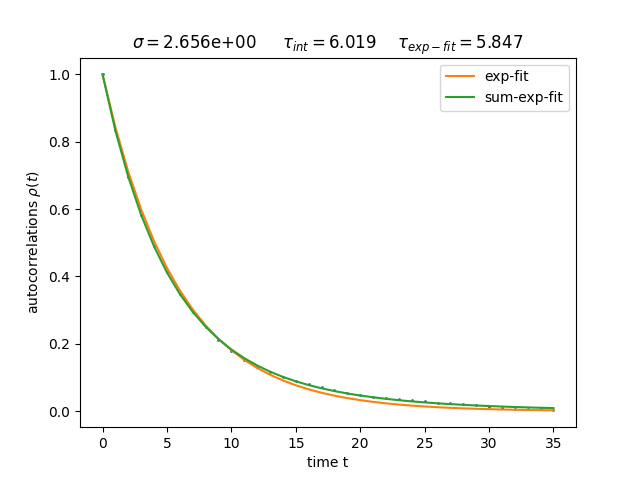 σ = 2.656e+00 τ_int = 6.019 τ_exp−fit = 5.847
exp-fit
sum-exp-fit
autocorrelations ρ(t)
1.0
0.8
0.6
0.4
0.2
0.0
0 5 10 15 20 25 30 35
time t